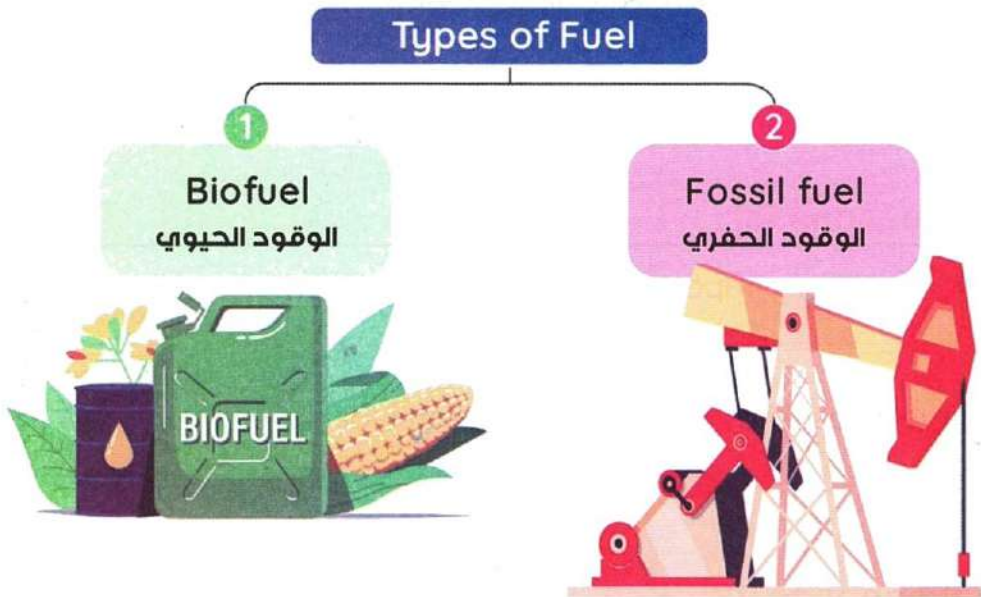 Types of Fuel
1
Biofuel
الوقود الحيوي
BIOFUEL
2
Fossil fuel
الوقود الحفري